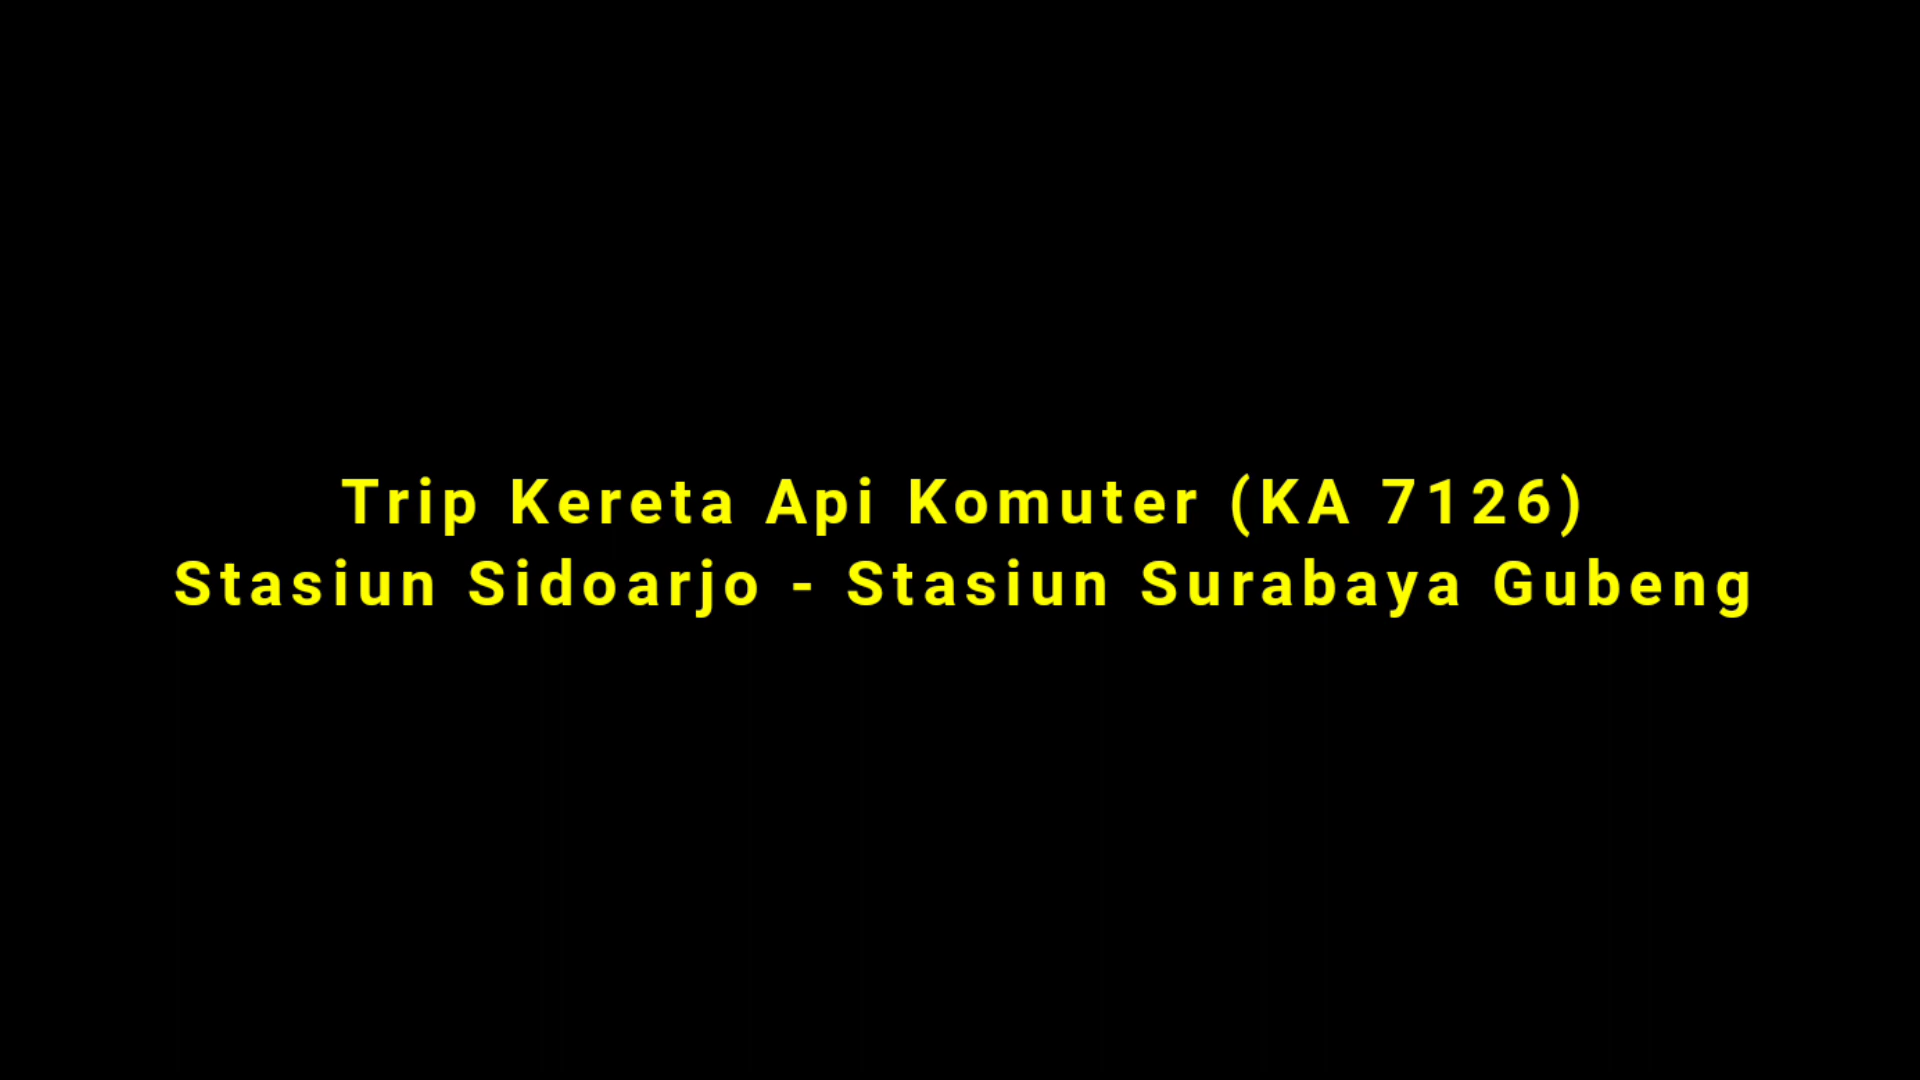 Trip Kereta Api Komuter (KA 7126)
Stasiun Sidoarjo - Stasiun Surabaya Gubeng